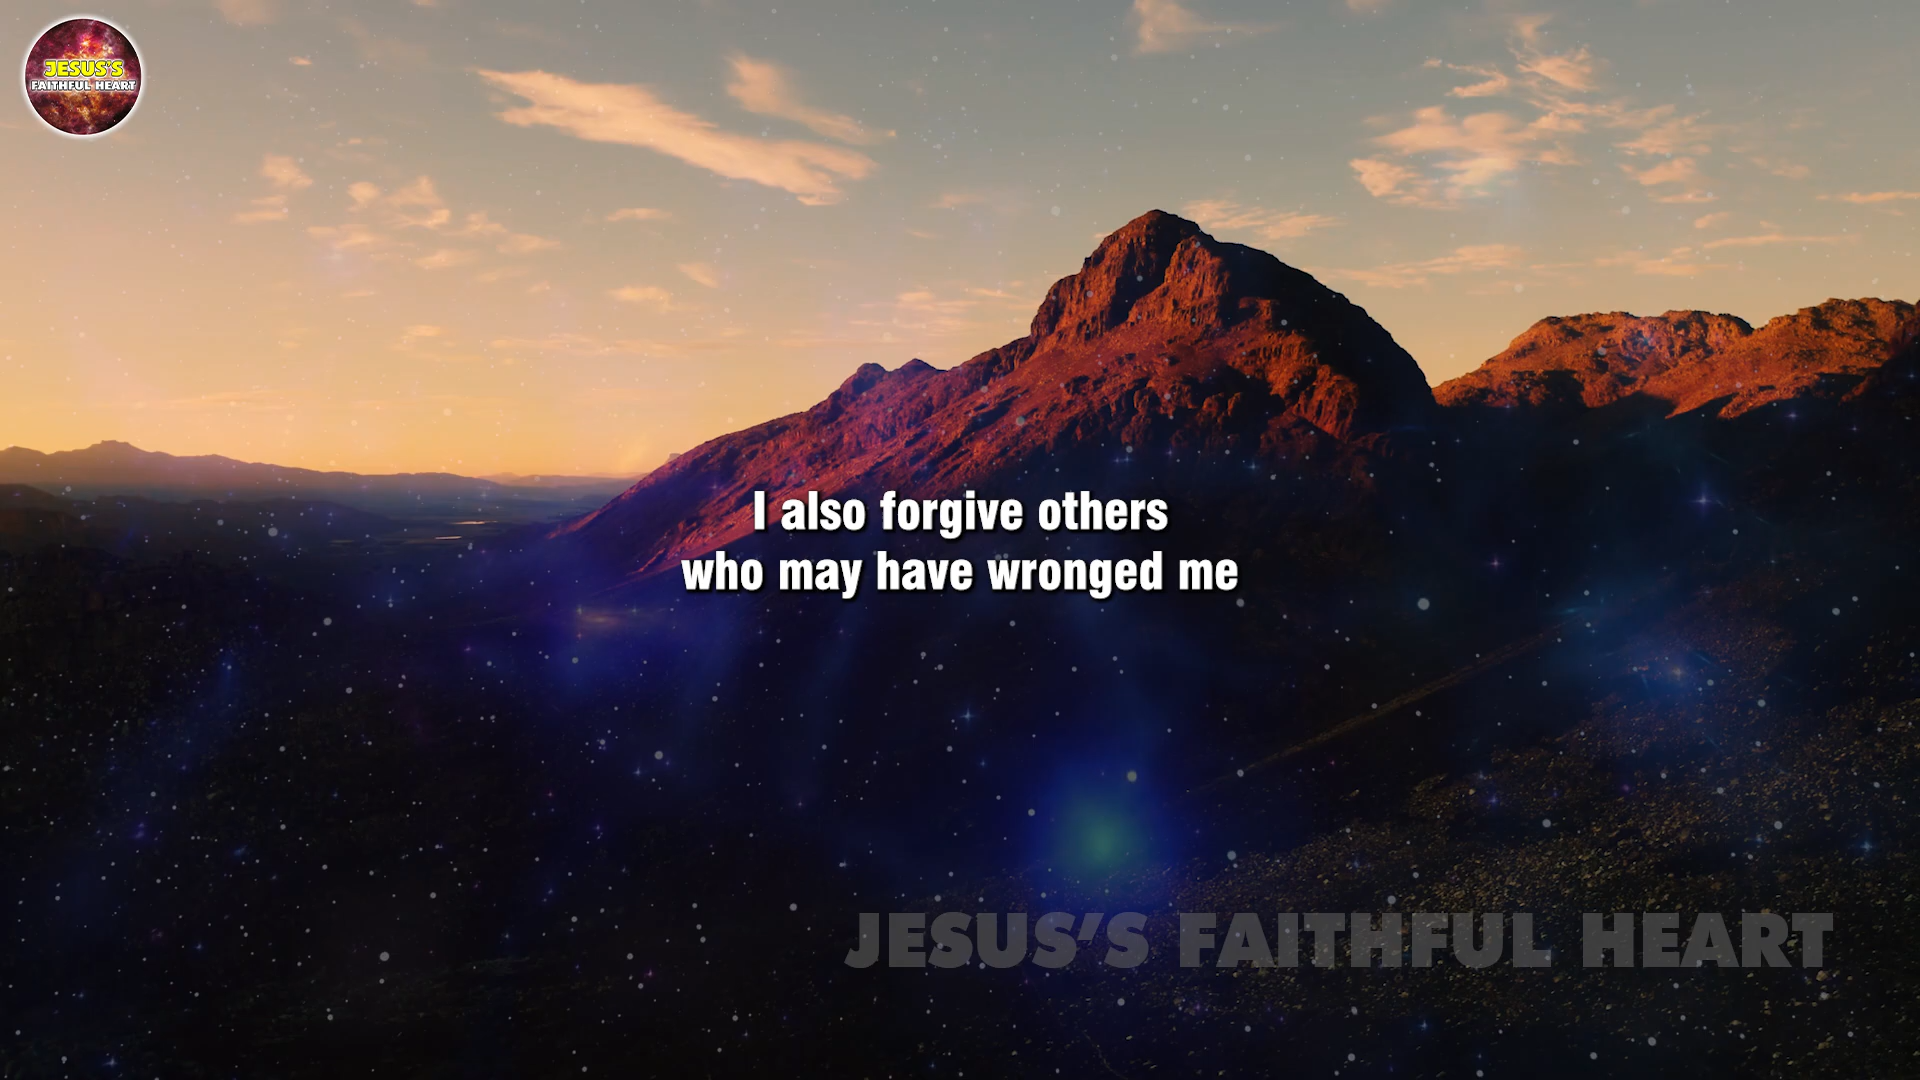 JESUS'S
FAITHFUL HEART
I also forgive others
who may have wronged me
JESUS'S FAITHFUL HEART